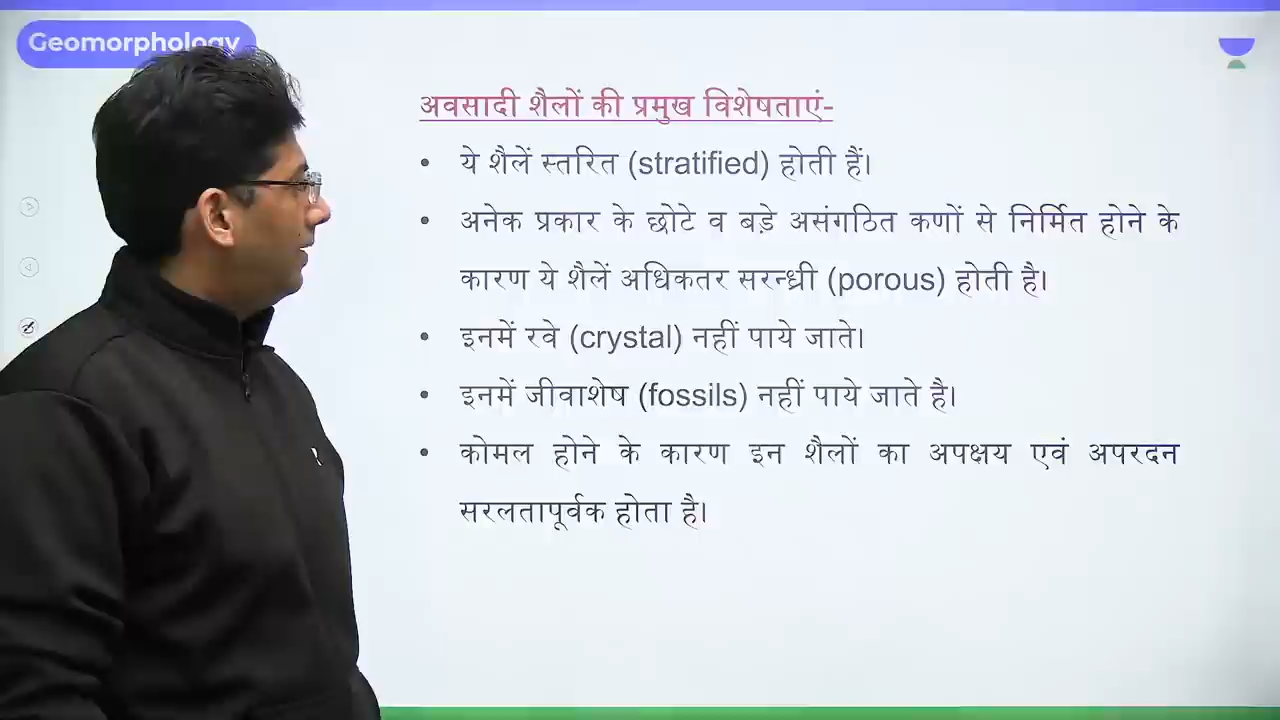 Geomorphology
अवसादी शैलों की प्रमुख विशेषताएं-
• ये शैलें स्तरित (stratified) होती हैं।
• अनेक प्रकार के छोटे व बड़े असंगठित कणों से निर्मित होने के
कारण ये शैलें अधिकतर सरन्ध्री (porous) होती है।
• इनमें रवे (crystal) नहीं पाये जाते।
• इनमें जीवाशेष (fossils) नहीं पाये जाते है।
• कोमल होने के कारण इन शैलों का अपक्षय एवं अपरदन
सरलतापूर्वक होता है।